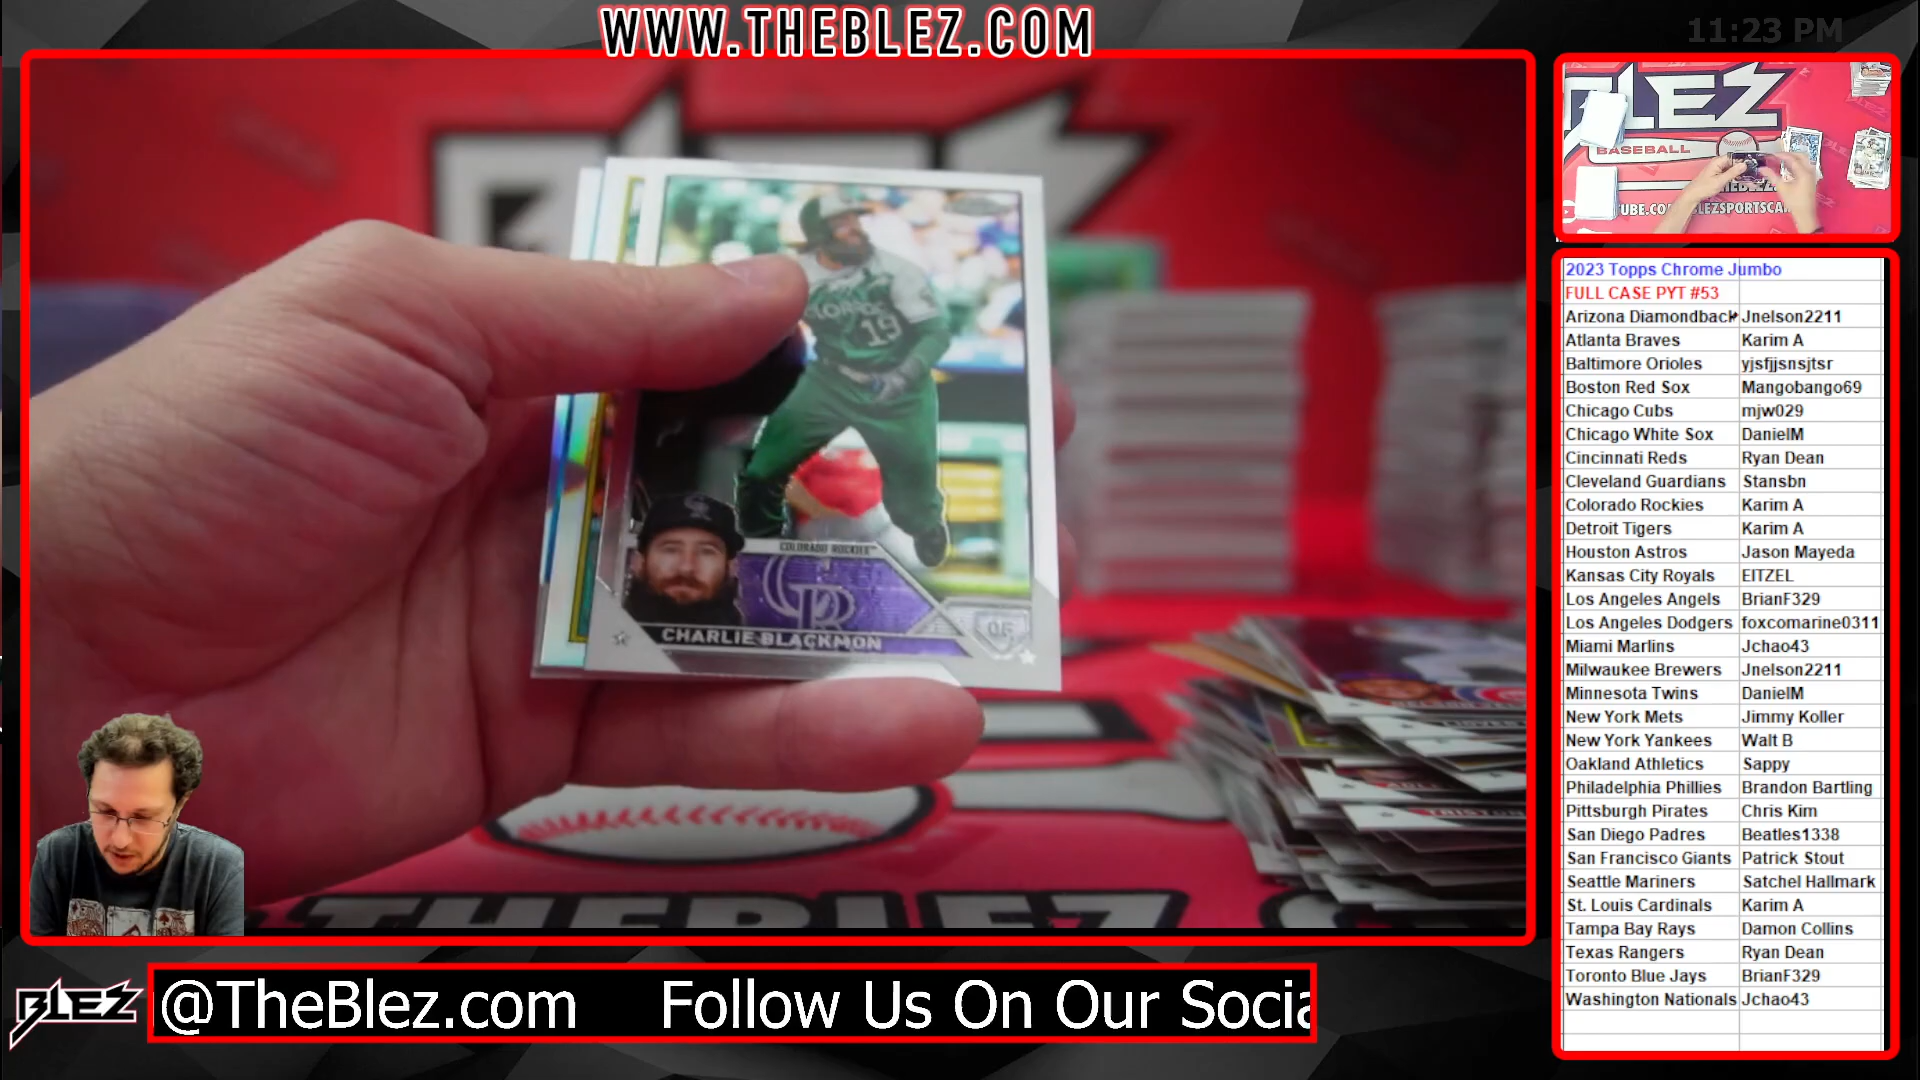 WWW.THEBLEZ.COM
11:23 PM
BLEZ
BASEBALL
2023 Topps Chrome Jumbo
FULL CASE PYT #53
Arizona Diamondback Jnelson2211
Atlanta Braves Karim A
Baltimore Orioles yjsfjjsnsjtsr
Boston Red Sox Mangobango69
Chicago Cubs mjw029
Chicago White Sox DanielM
Cincinnati Reds Ryan Dean
Cleveland Guardians Stansbn
Colorado Rockies Karim A
Detroit Tigers Karim A
Houston Astros Jason Mayeda
Kansas City Royals EITZEL
Los Angeles Angels BrianF329
Los Angeles Dodgers foxcomarine0311
Miami Marlins Jchao43
Milwaukee Brewers Jnelson2211
Minnesota Twins DanielM
New York Mets Jimmy Koller
New York Yankees Walt B
Oakland Athletics Sappy
Philadelphia Phillies Brandon Bartling
Pittsburgh Pirates Chris Kim
San Diego Padres Beatles1338
San Francisco Giants Patrick Stout
Seattle Mariners Satchel Hallmark
St. Louis Cardinals Karim A
Tampa Bay Rays Damon Collins
Texas Rangers Ryan Dean
Toronto Blue Jays BrianF329
Washington Nationals Jchao43
19
COLORADO ROCKIES™
CR
CHARLIE BLACKMON
THEBLEZ
BLEZ
@TheBlez.com Follow Us On Our Socia